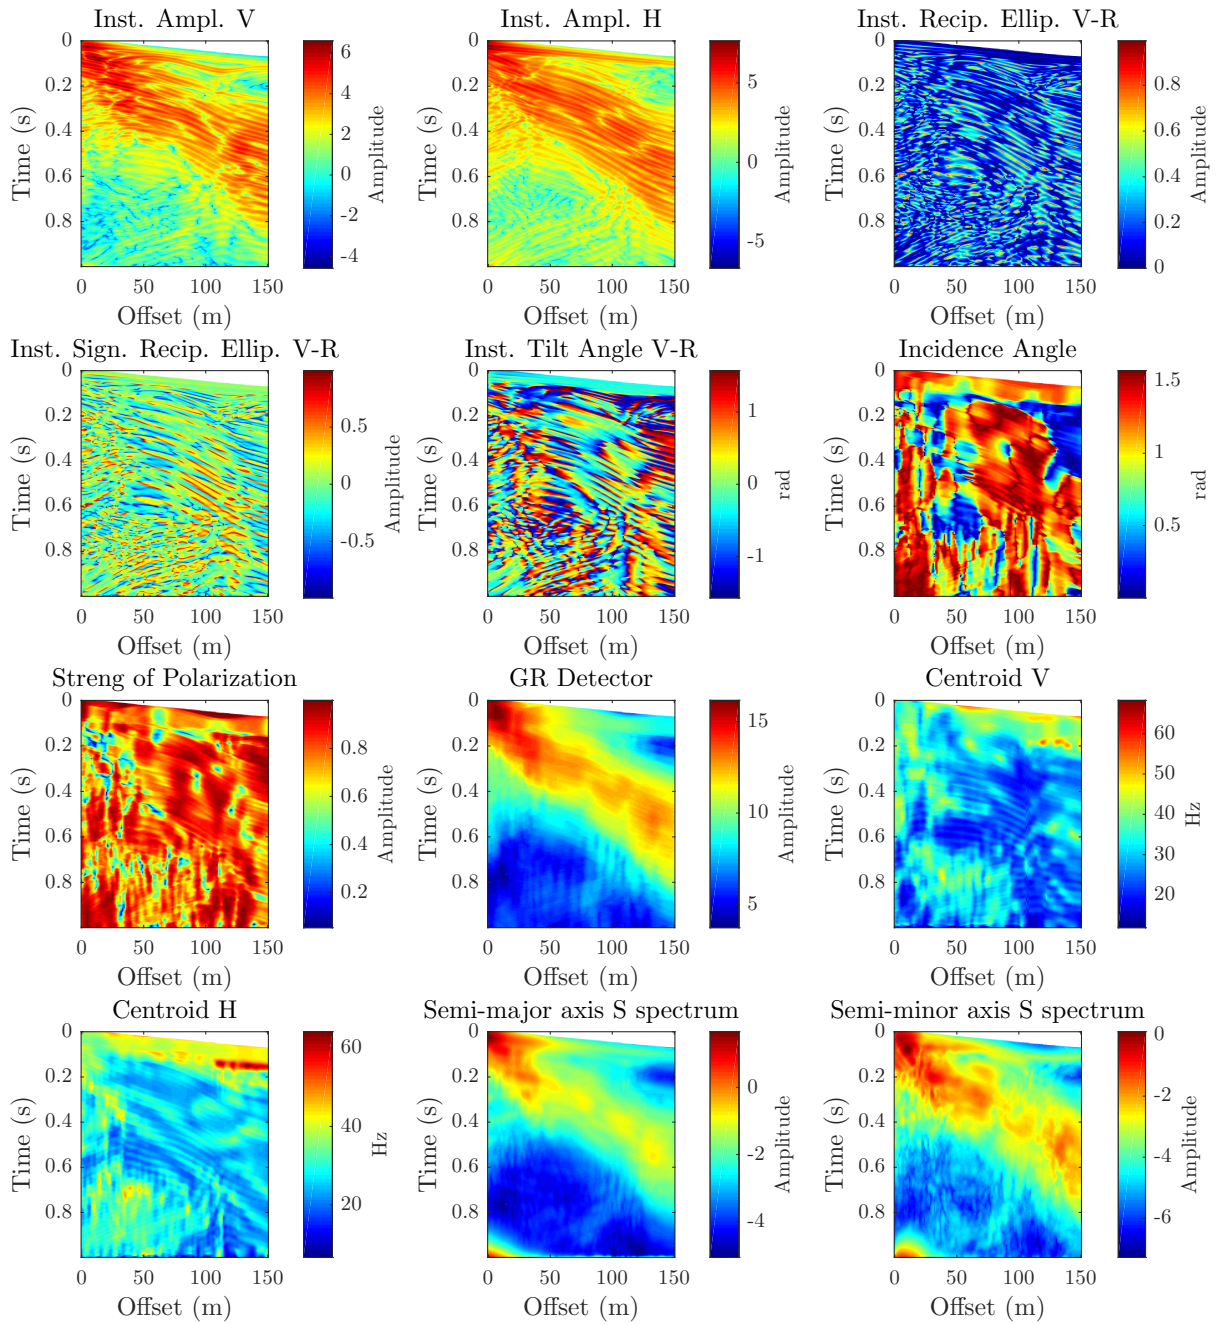 Inst. Ampl. V
0
0.2
0.4
0.6
0.8
Time (s)
0 50 100 150
Offset (m)
6
4
2
0
-2
-4
Amplitude
Inst. Ampl. H
0
0.2
0.4
0.6
0.8
Time (s)
0 50 100 150
Offset (m)
5
0
-5
Amplitude
Inst. Recip. Ellip. V-R
0
0.2
0.4
0.6
0.8
Time (s)
0 50 100 150
Offset (m)
0.8
0.6
0.4
0.2
0
Amplitude
Inst. Sign. Recip. Ellip. V-R
0
0.2
0.4
0.6
0.8
Time (s)
0 50 100 150
Offset (m)
0.5
0
-0.5
Amplitude
Inst. Tilt Angle V-R
0
0.2
0.4
0.6
0.8
Time (s)
0 50 100 150
Offset (m)
1
0
-1
rad
Incidence Angle
0
0.2
0.4
0.6
0.8
Time (s)
0 50 100 150
Offset (m)
1.5
1
0.5
rad
Streng of Polarization
0
0.2
0.4
0.6
0.8
Time (s)
0 50 100 150
Offset (m)
0.8
0.6
0.4
0.2
Amplitude
GR Detector
0
0.2
0.4
0.6
0.8
Time (s)
0 50 100 150
Offset (m)
15
10
5
Amplitude
Centroid V
0
0.2
0.4
0.6
0.8
Time (s)
0 50 100 150
Offset (m)
60
50
40
30
20
Hz
Centroid H
0
0.2
0.4
0.6
0.8
Time (s)
0 50 100 150
Offset (m)
60
40
20
Hz
Semi-major axis S spectrum
0
0.2
0.4
0.6
0.8
Time (s)
0 50 100 150
Offset (m)
0
-2
-4
Amplitude
Semi-minor axis S spectrum
0
0.2
0.4
0.6
0.8
Time (s)
0 50 100 150
Offset (m)
0
-2
-4
-6
Amplitude